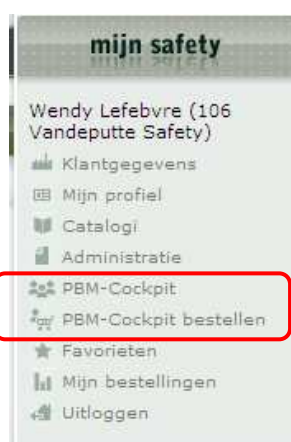 mijn safety
Wendy Lefebvre (106
Vandeputte Safety)
Klantgegevens
Mijn profiel
Catalogi
Administratie
PBM-Cockpit
PBM-Cockpit bestellen
Favorieten
Mijn bestellingen
Uitloggen